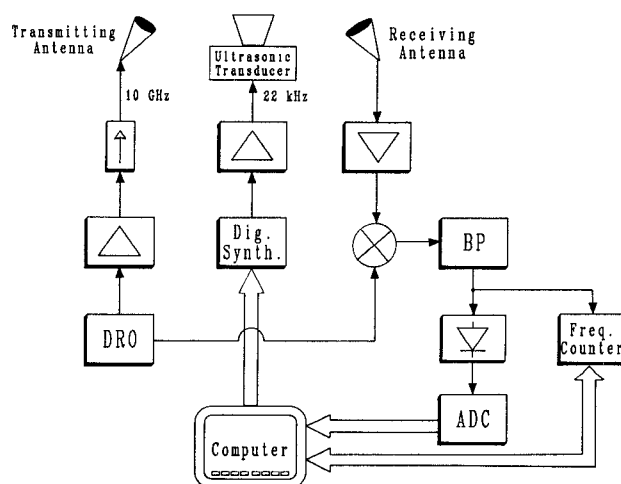 Transmitting
Antenna
Ultrasonic
Transducer
Receiving
Antenna
10 GHz
22 kHz
Dig.
Synth.
BP
DRO
Freq.
Counter
ADC
Computer